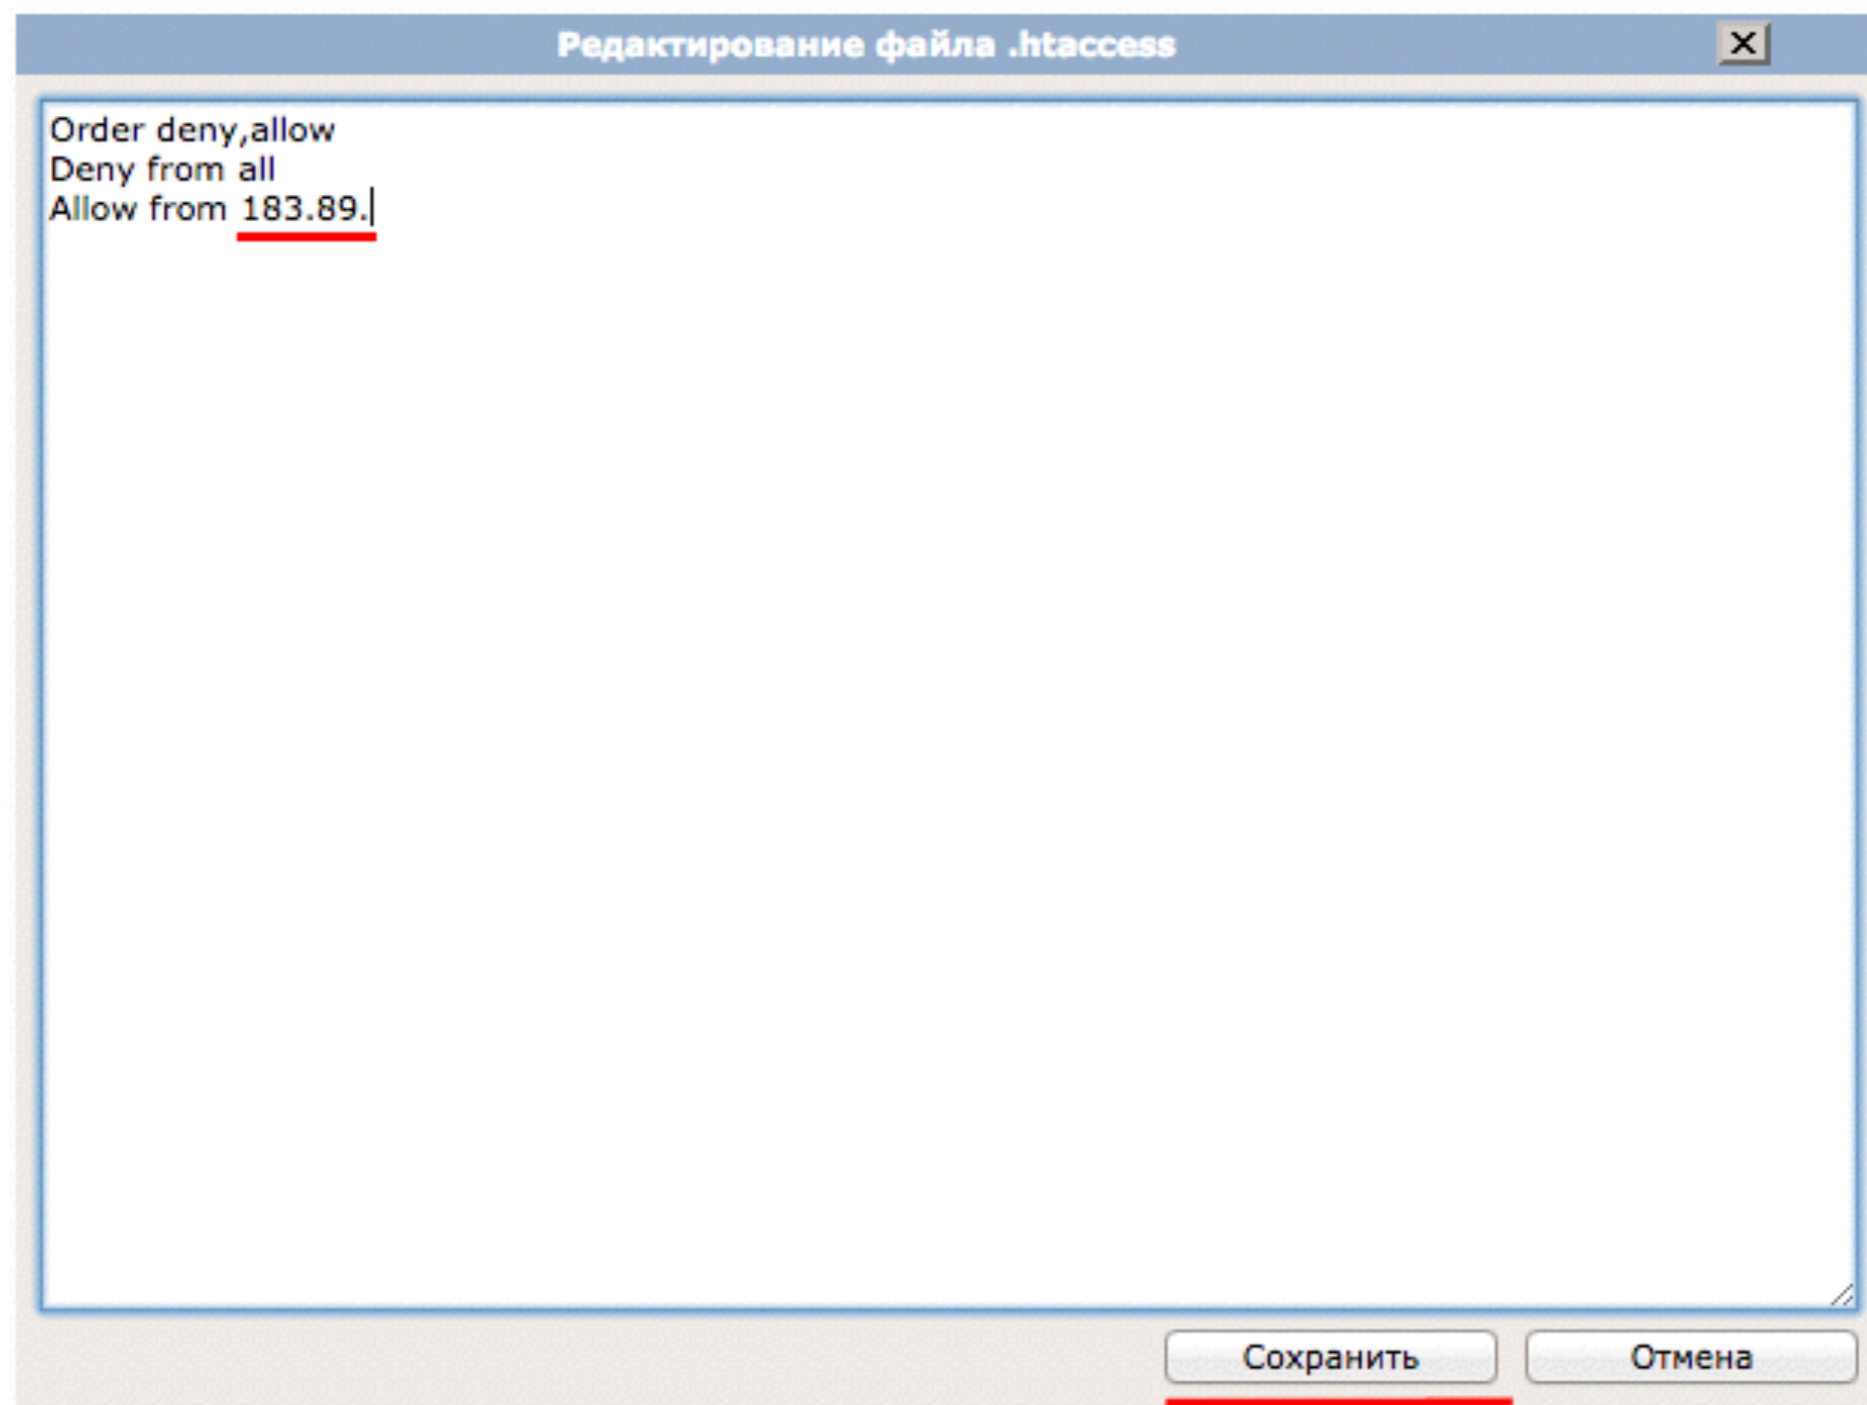 Редактирование файла .htaccess
Order deny,allow
Deny from all
Allow from 183.89.
Сохранить
Отмена